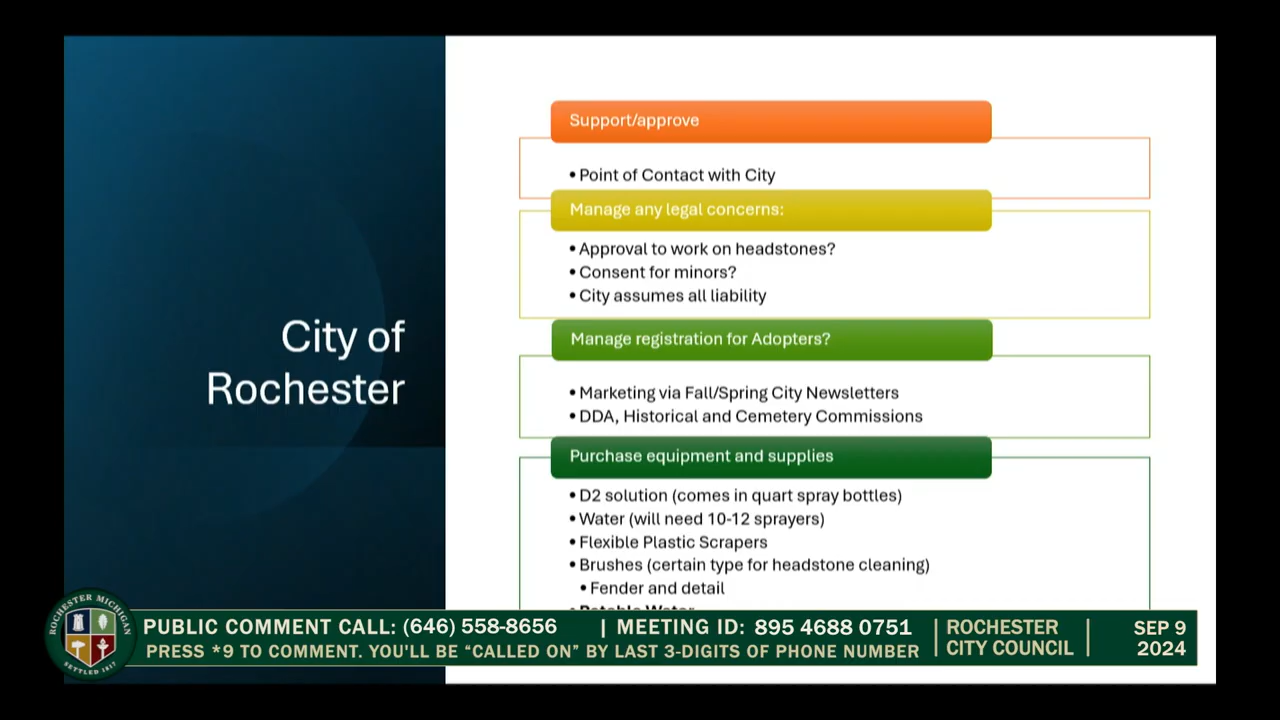 City of
Rochester
Support/approve
• Point of Contact with City
Manage any legal concerns:
• Approval to work on headstones?
• Consent for minors?
• City assumes all liability
Manage registration for Adopters?
• Marketing via Fall/Spring City Newsletters
• DDA, Historical and Cemetery Commissions
Purchase equipment and supplies
• D2 solution (comes in quart spray bottles)
• Water (will need 10-12 sprayers)
• Flexible Plastic Scrapers
• Brushes (certain type for headstone cleaning)
• Fender and detail
• Potable Water
ROCHESTER MICHIGAN
SETTLED 1817
PUBLIC COMMENT CALL: (646) 558-8656 | MEETING ID: 895 4688 0751
PRESS *9 TO COMMENT. YOU'LL BE “CALLED ON” BY LAST 3-DIGITS OF PHONE NUMBER
ROCHESTER
CITY COUNCIL
SEP 9
2024